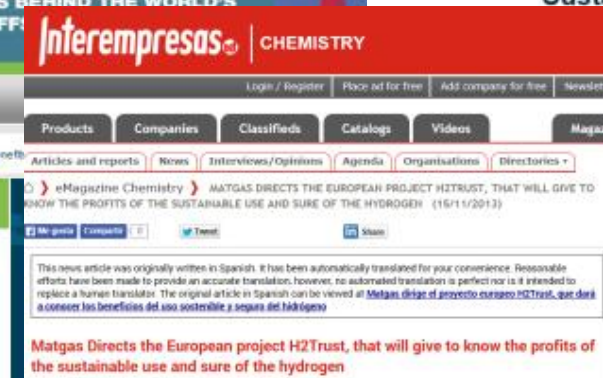 S BEHIND THE WORLD'S
Interempresas.net | CHEMISTRY
Login / Register | Place ad for free | Add company for free
Products Companies Classifieds Catalogs Videos
Articles and reports News Interviews/Opinions Agenda Organisations Directories
eMagazine Chemistry ❯ MATGAS DIRECTS THE EUROPEAN PROJECT H2TRUST, THAT WILL GIVE TO
KNOW THE PROFITS OF THE SUSTAINABLE USE AND SURE OF THE HYDROGEN (15/11/2013)
Me gusta Compartir 0 Tweet in Share
This news article was originally written in Spanish. It has been automatically translated for your convenience. Reasonable
efforts have been made to provide an accurate translation, however, no automated translation is perfect nor is it intended to
replace a human translator. The original article in Spanish can be viewed at Matgas dirige el proyecto europeo H2Trust, que dará
a conocer los beneficios del uso sostenible y segura del hidrógeno
Matgas Directs the European project H2Trust, that will give to know the profits of
the sustainable use and sure of the hydrogen